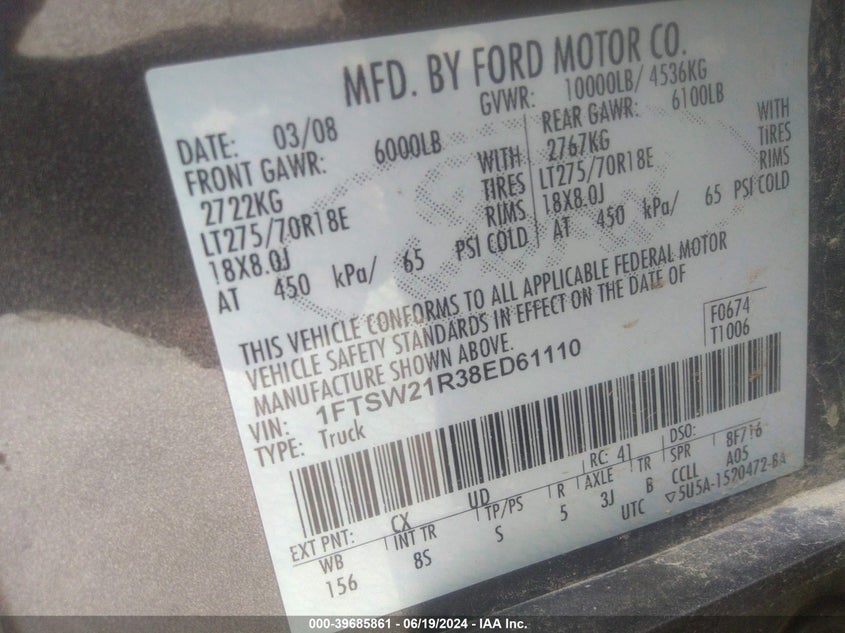 MFD. BY FORD MOTOR CO.
DATE: 03/08 GVWR: 10000LB/ 4536KG
FRONT GAWR: 6000LB REAR GAWR: 6100LB
2722KG WITH 2767KG WITH
LT275/70R18E TIRES LT275/70R18E TIRES
18X8.0J RIMS 18X8.0J RIMS
AT 450 kPa/ 65 PSI COLD AT 450 kPa/ 65 PSI COLD
THIS VEHICLE CONFORMS TO ALL APPLICABLE FEDERAL MOTOR
VEHICLE SAFETY STANDARDS IN EFFECT ON THE DATE OF
MANUFACTURE SHOWN ABOVE.
VIN: 1FTSW21R38ED61110 F0674
TYPE: Truck T1006
EXT PNT: CX UD RC: 41 DSO: 8F716
WB INT TR TP/PS R AXLE TR SPR A05
156 8S S 5 3J B CCLL
UTC ▽5U5A-1520472-BA
000-39685861 - 06/19/2024 - IAA Inc.